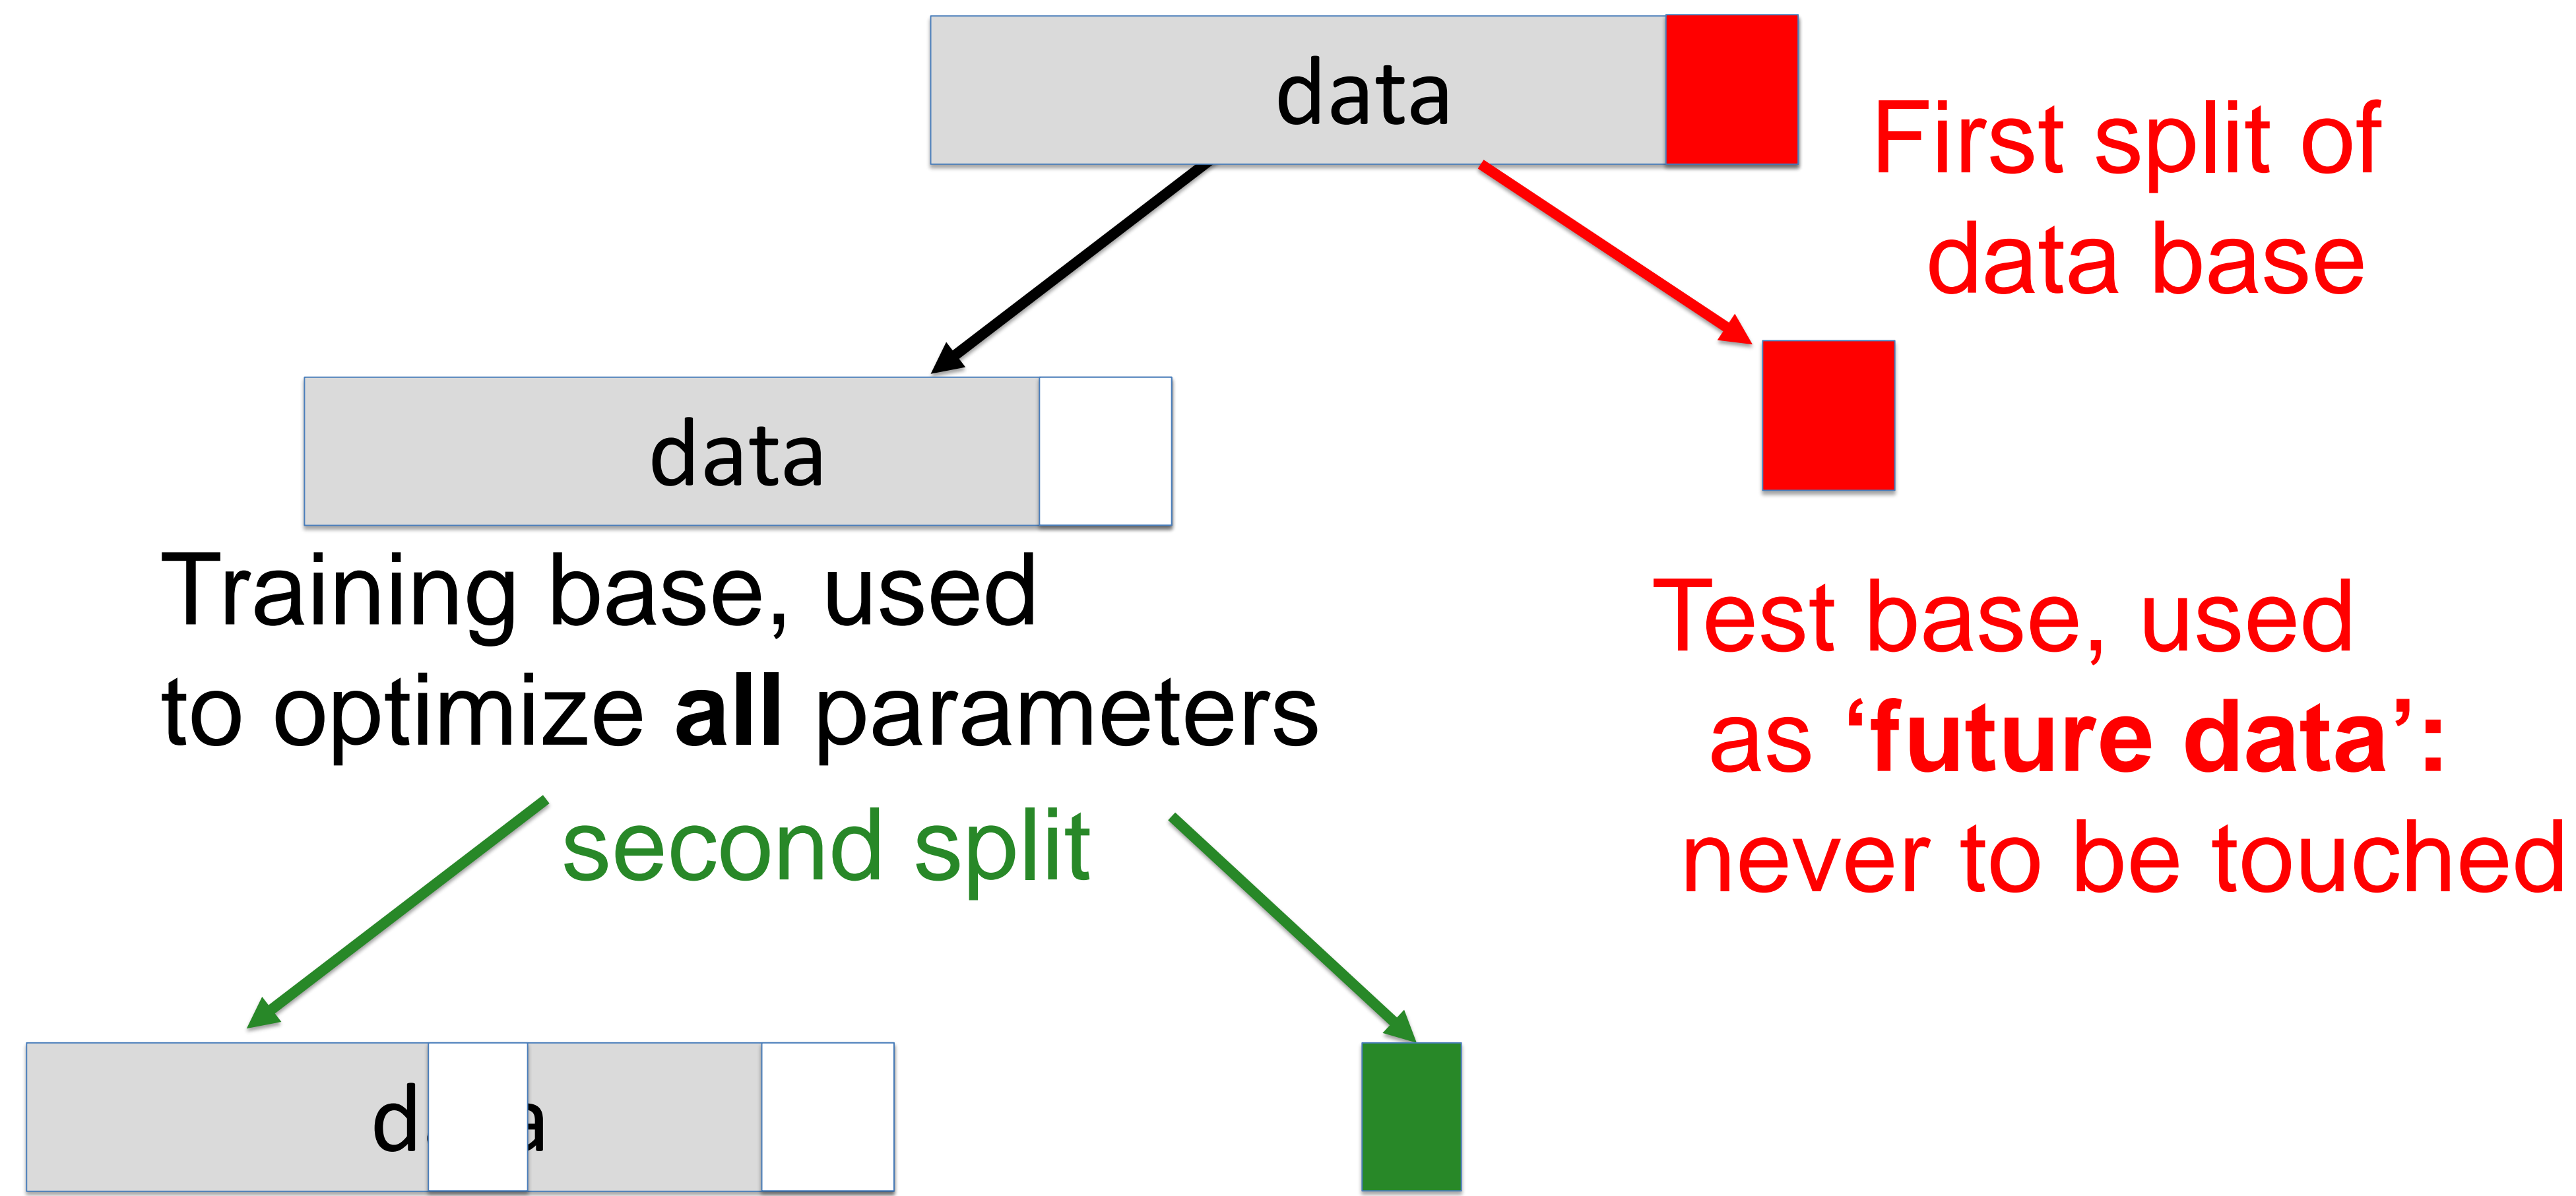 data
First split of
data base
data
Training base, used
to optimize all parameters
Test base, used
as ‘future data’:
never to be touched
second split